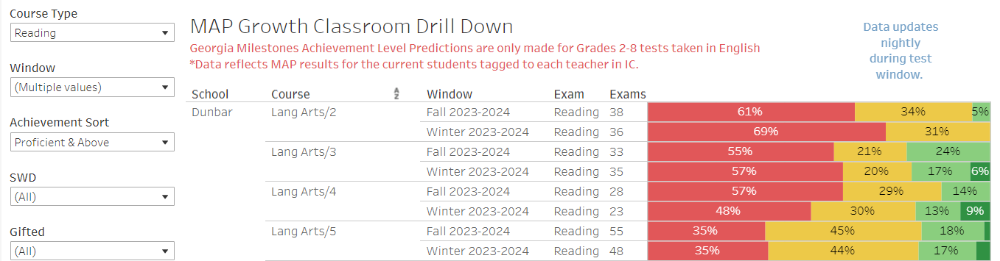 Course Type
Reading
Window
(Multiple values)
Achievement Sort
Proficient & Above
SWD
(All)
Gifted
(All)
MAP Growth Classroom Drill Down
Georgia Milestones Achievement Level Predictions are only made for Grades 2-8 tests taken in English
*Data reflects MAP results for the current students tagged to each teacher in IC.
Data updates
nightly
during test
window.
School Course AZ Window Exam Exams
Dunbar Lang Arts/2 Fall 2023-2024 Reading 38 61% 34% 5%
Winter 2023-2024 Reading 36 69% 31%
Lang Arts/3 Fall 2023-2024 Reading 33 55% 21% 24%
Winter 2023-2024 Reading 35 57% 20% 17% 6%
Lang Arts/4 Fall 2023-2024 Reading 28 57% 29% 14%
Winter 2023-2024 Reading 23 48% 30% 13% 9%
Lang Arts/5 Fall 2023-2024 Reading 55 35% 45% 18%
Winter 2023-2024 Reading 48 35% 44% 17%